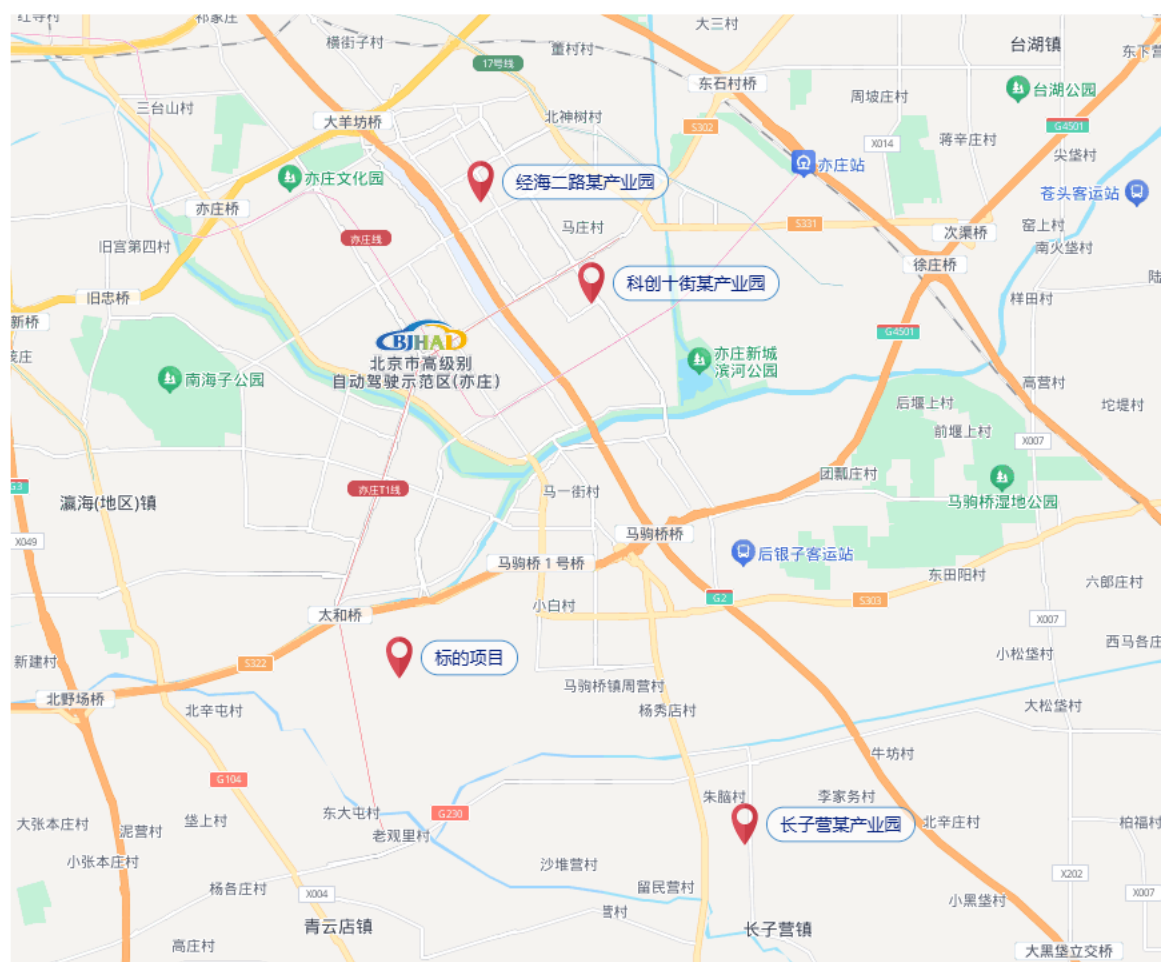 祁家庄
横街子村
董村村
大三村
台湖镇
17号线
东石村桥
东下营
三台山村
大羊坊桥
北神树村
周坡庄村
台湖公园
S302
G4501
X014
蒋辛庄村
尖垡村
亦庄文化园
经海二路某产业园
亦庄站
苍头客运站
亦庄桥
马庄村
S331
窑上村
旧宫第四村
亦庄线
次渠桥
南火垡村
徐庄桥
科创十街某产业园
旧忠桥
样田村
陆
新桥
G4501
BJHAD
北京市高级别
自动驾驶示范区(亦庄)
亦庄新城
滨河公园
南海子公园
高营村
后堰上村
坨堤村
前堰上村
X007
团瓢庄村
亦庄T1线
马一街村
G3
瀛海(地区)镇
马驹桥湿地公园
马驹桥桥
X049
马驹桥1号桥
后银子客运站
东田阳村
六郎庄村
小白村
G2
S303
太和桥
X007
西马各庄
标的项目
小松垡村
新建村
S322
马驹桥镇周营村
北野场桥
北辛屯村
杨秀店村
大松垡村
牛坊村
G104
朱脑村
李家务村
东大屯村
G230
大张本庄村
垡上村
泥营村
老观里村
长子营某产业园
北辛庄村
柏福村
小张本庄村
沙堆营村
X202
杨各庄村
X004
留民营村
X007
小黑垡村
青云店镇
管村
长子营镇
高庄村
大黑垡立交桥